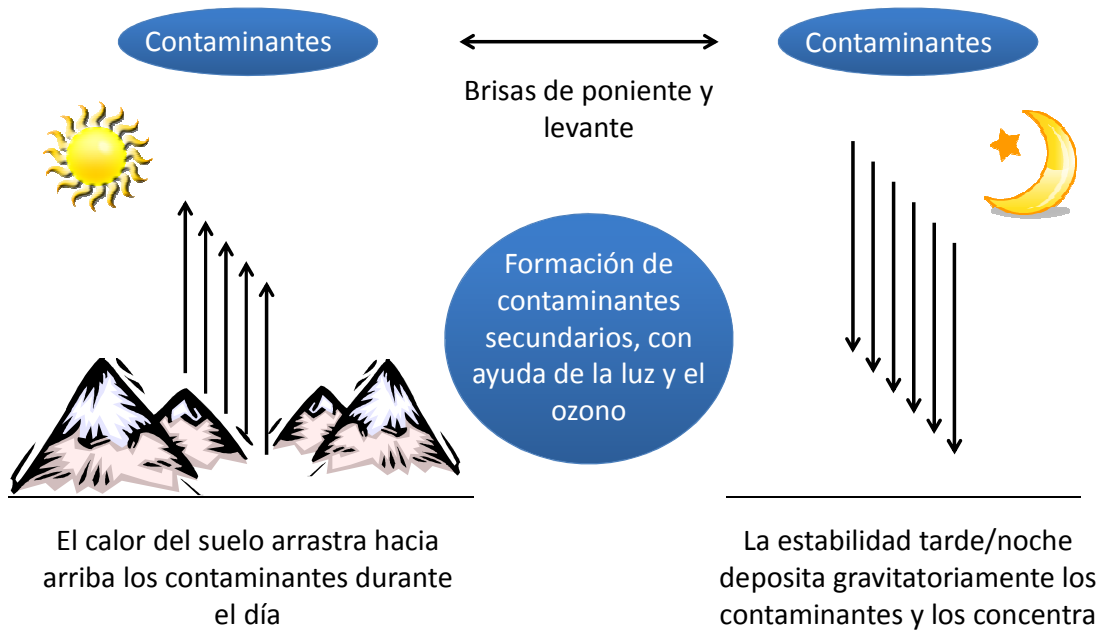 Contaminantes
Contaminantes
Brisas de poniente y
levante
Formación de
contaminantes
secundarios, con
ayuda de la luz y el
ozono
El calor del suelo arrastra hacia
arriba los contaminantes durante
el día
La estabilidad tarde/noche
deposita gravitatoriamente los
contaminantes y los concentra